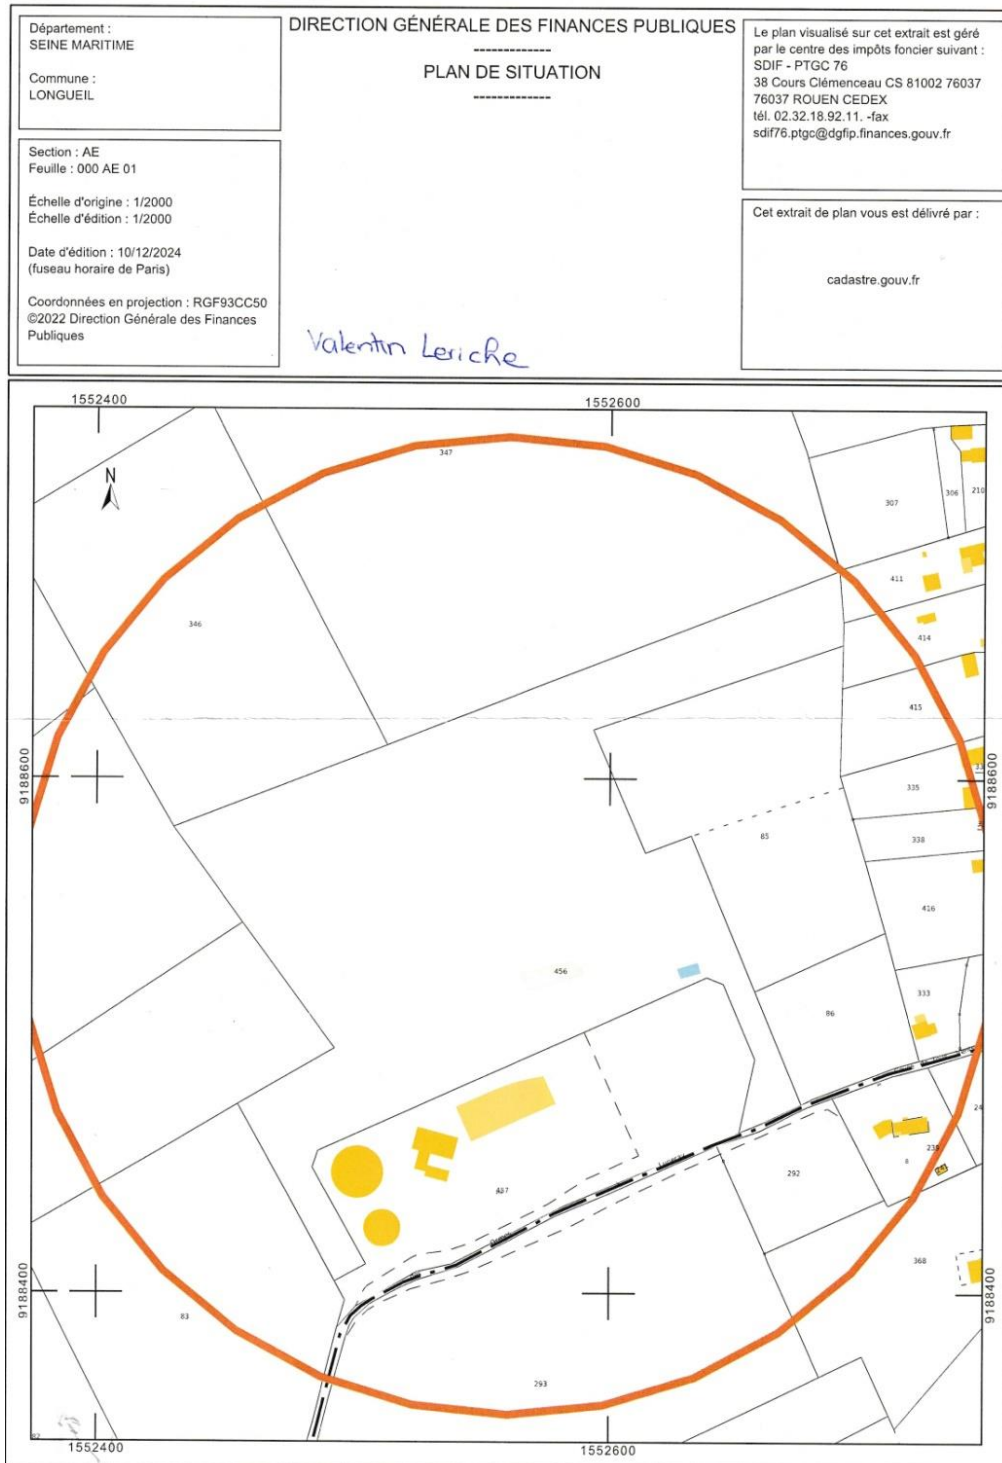 Département :
SEINE MARITIME
Commune :
LONGUEIL
Section : AE
Feuille : 000 AE 01
Échelle d'origine : 1/2000
Échelle d'édition : 1/2000
Date d'édition : 10/12/2024
(fuseau horaire de Paris)
Coordonnées en projection : RGF93CC50
©2022 Direction Générale des Finances
Publiques
DIRECTION GÉNÉRALE DES FINANCES PUBLIQUES
-------------
PLAN DE SITUATION
-------------
Valentin Leriche
Le plan visualisé sur cet extrait est géré
par le centre des impôts foncier suivant :
SDIF - PTGC 76
38 Cours Clémenceau CS 81002 76037
76037 ROUEN CEDEX
tél. 02.32.18.92.11. -fax
sdif76.ptgc@dgfip.finances.gouv.fr
Cet extrait de plan vous est délivré par :
cadastre.gouv.fr
1552400
1552600
N
347
307
306
210
411
346
414
415
9188600
9188600
335
338
85
416
456
333
86
24
239
8
292
457
368
9188400
9188400
83
293
82
1552400
1552600